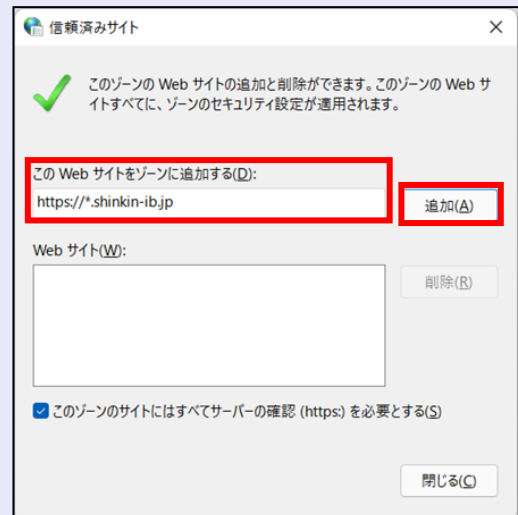 信頼済みサイト
このゾーンの Web サイトの追加と削除ができます。このゾーンの Web サ
イトすべてに、ゾーンのセキュリティ設定が適用されます。
この Web サイトをゾーンに追加する(D):
https://*.shinkin-ib.jp
追加(A)
Web サイト(W):
削除(R)
このゾーンのサイトにはすべてサーバーの確認 (https:) を必要とする(S)
閉じる(C)